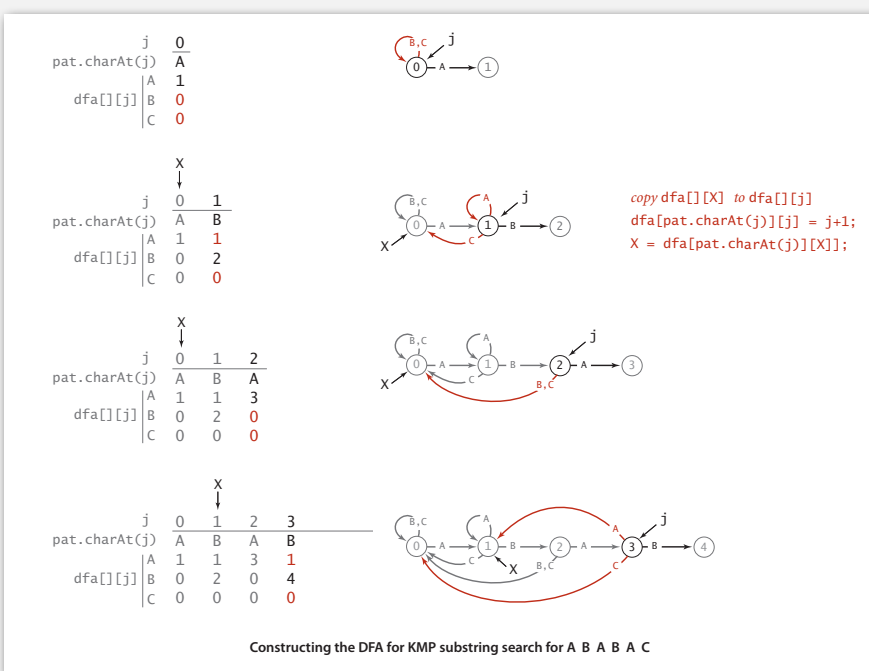 j 0
pat.charAt(j) A
A 1
dfa[][j] B 0
C 0
B,C j
0 A 1
X
j 0 1
pat.charAt(j) A B
A 1 1
dfa[][j] B 0 2
C 0 0
B,C A j
0 A 1 B 2
C
X
copy dfa[][X] to dfa[][j]
dfa[pat.charAt(j)][j] = j+1;
X = dfa[pat.charAt(j)][X]];
X
j 0 1 2
pat.charAt(j) A B A
A 1 1 3
dfa[][j] B 0 2 0
C 0 0 0
B,C A j
0 A 1 B 2 A 3
C
X B,C
X
j 0 1 2 3
pat.charAt(j) A B A B
A 1 1 3 1
dfa[][j] B 0 2 0 4
C 0 0 0 0
B,C A A j
0 A 1 B 2 A 3 B 4
C X B,C C
Constructing the DFA for KMP substring search for A B A B A C